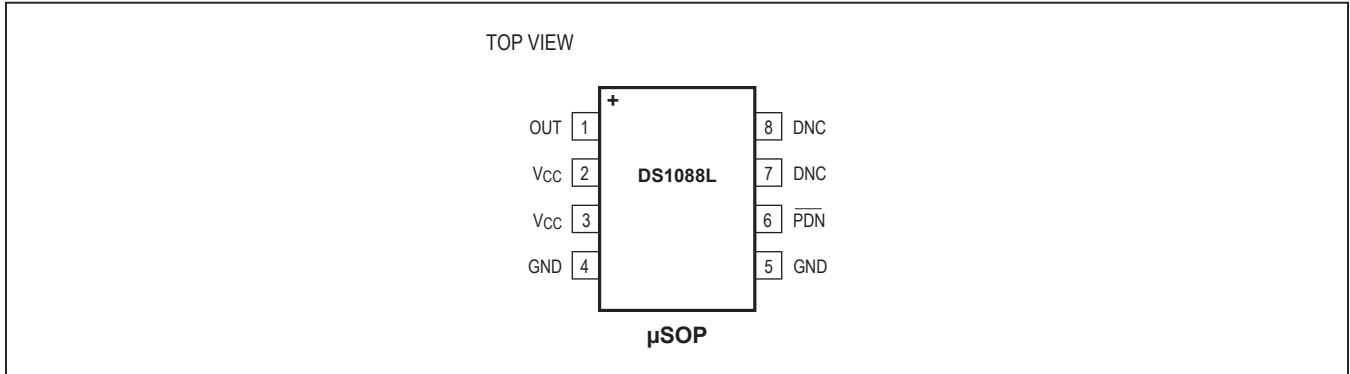 TOP VIEW
+
OUT 1 8 DNC
VCC 2 DS1088L 7 DNC
VCC 3 6 P̅D̅N̅
GND 4 5 GND
µSOP